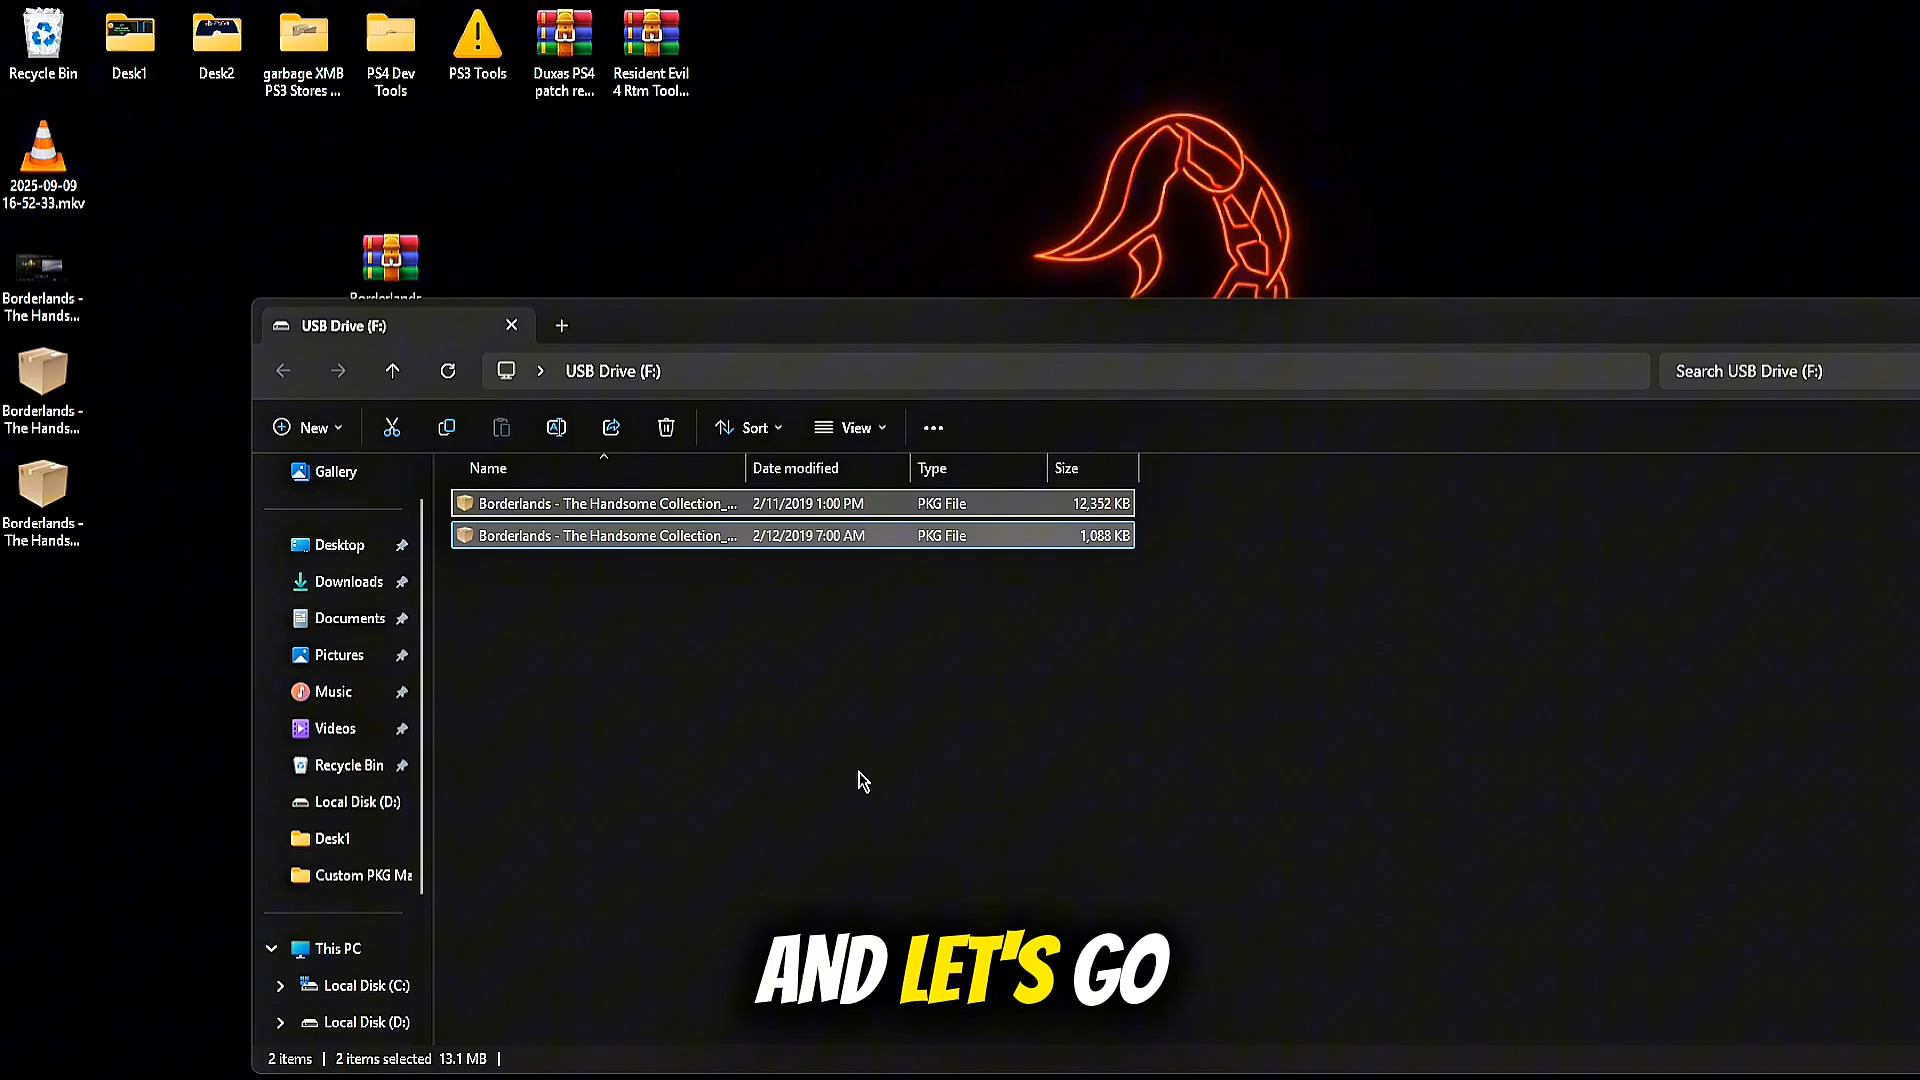 Recycle Bin
Desk1
Desk2
garbage XMB
PS3 Stores ...
PS4 Dev
Tools
PS3 Tools
Duxas PS4
patch re...
Resident Evil
4 Rtm Tool...
2025-09-09
16-52-33.mkv
Borderlands -
The Hands...
Borderlands
Borderlands -
The Hands...
Borderlands -
The Hands...
USB Drive (F:)
USB Drive (F:)
Search USB Drive (F:)
New
Sort
View
Gallery
Desktop
Downloads
Documents
Pictures
Music
Videos
Recycle Bin
Local Disk (D:)
Desk1
Custom PKG Ma
This PC
Local Disk (C:)
Local Disk (D:)
Name Date modified Type Size
Borderlands - The Handsome Collection_... 2/11/2019 1:00 PM PKG File 12,352 KB
Borderlands - The Handsome Collection_... 2/12/2019 7:00 AM PKG File 1,088 KB
AND LET'S GO
2 items | 2 items selected 13.1 MB |